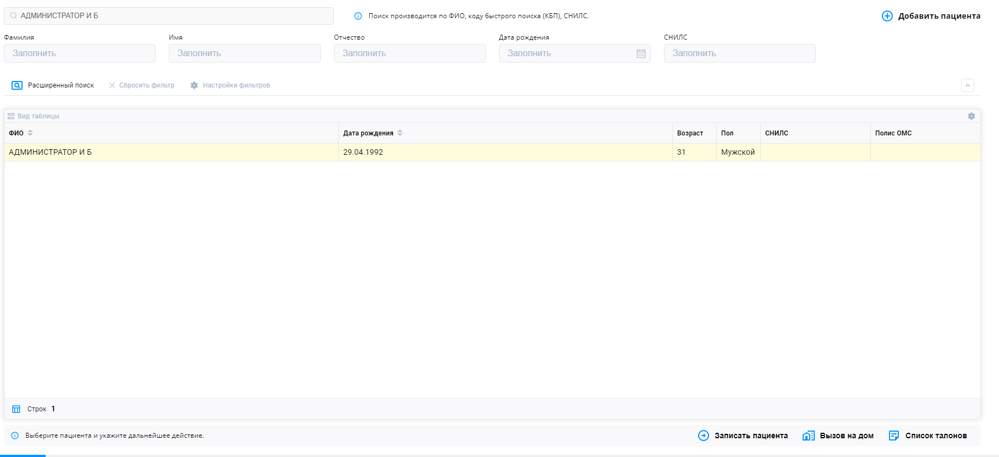 АДМИНИСТРАТОР И Б
Поиск производится по ФИО, коду быстрого поиска (КБП), СНИЛС.
Добавить пациента
Фамилия Имя Отчество Дата рождения СНИЛС
Заполнить Заполнить Заполнить Заполнить Заполнить
Расширенный поиск Сбросить фильтр Настройки фильтров
Вид таблицы
ФИО Дата рождения Возраст Пол СНИЛС Полис ОМС
АДМИНИСТРАТОР И Б 29.04.1992 31 Мужской
Строк 1
Выберите пациента и укажите дальнейшее действие.
Записать пациента Вызов на дом Список талонов